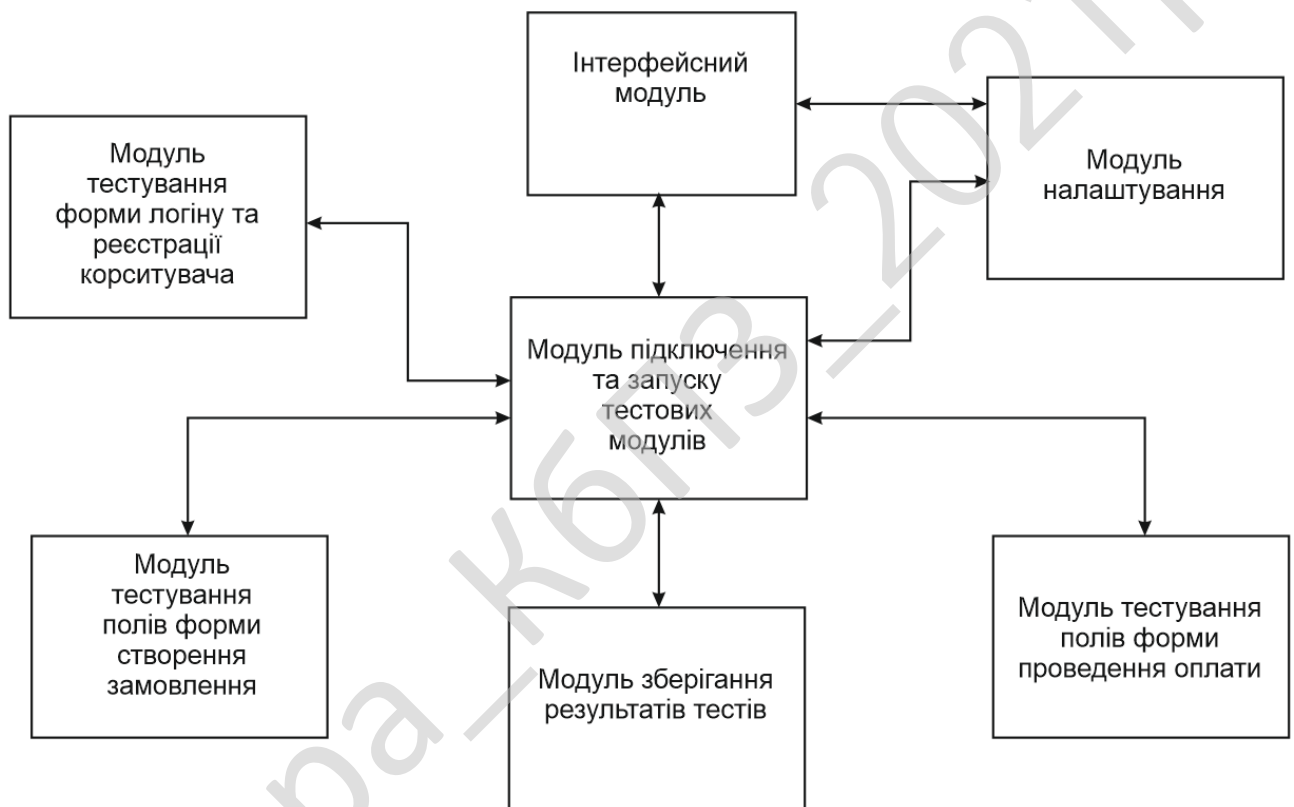 Інтерфейсний
модуль
Модуль
тестування
форми логіну та
реєстрації
корситувача
Модуль
налаштування
Модуль підключення
та запуску
тестових
модулів
Модуль
тестування
полів форми
створення
замовлення
Модуль зберігання
результатів тестів
Модуль тестування
полів форми
проведення оплати
ра_КбПЗ_2021